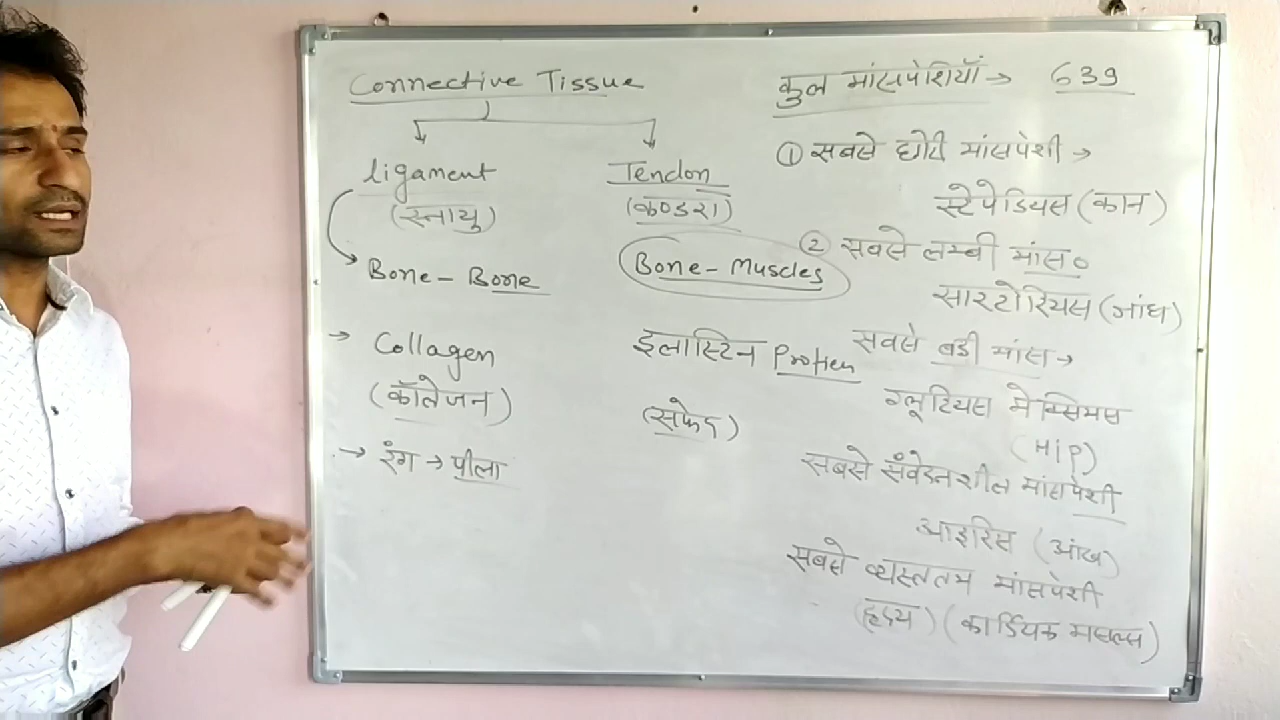 Connective Tissue
ligament
(स्नायु)
Bone - Bone
→ Collagen
(कॉलेजन)
→ रंग → पीला
Tendon
(कण्डरा)
Bone - Muscles
इलास्टिन Protien
(सफेद)
कुल मांसपेशियाँ → 639
① सबसे छोटी मांसपेशी →
स्टेपेडियस (कान)
② सबसे लम्बी मांस०
सारटोरियस (जांघ)
सबसे बडी मांस →
ग्लूटियस मेक्सिमस
(Hip)
सबसे संवेदनशील मांसपेशी
आइरिस (आंख)
सबसे व्यस्ततम मांसपेशी
(हृदय) (कार्डियक मसल्स)